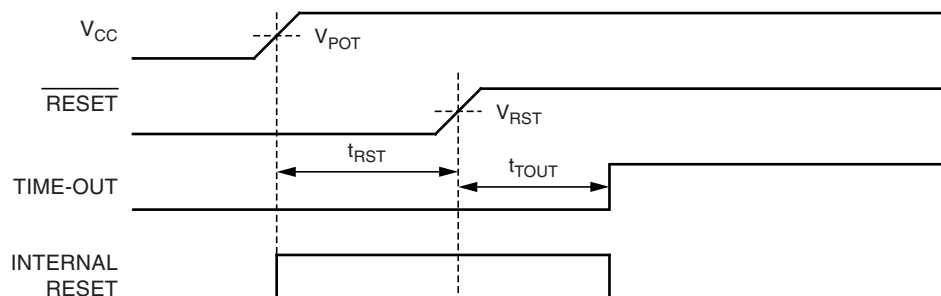 V_CC
V_POT
RESET
V_RST
t_RST
t_TOUT
TIME-OUT
INTERNAL
RESET